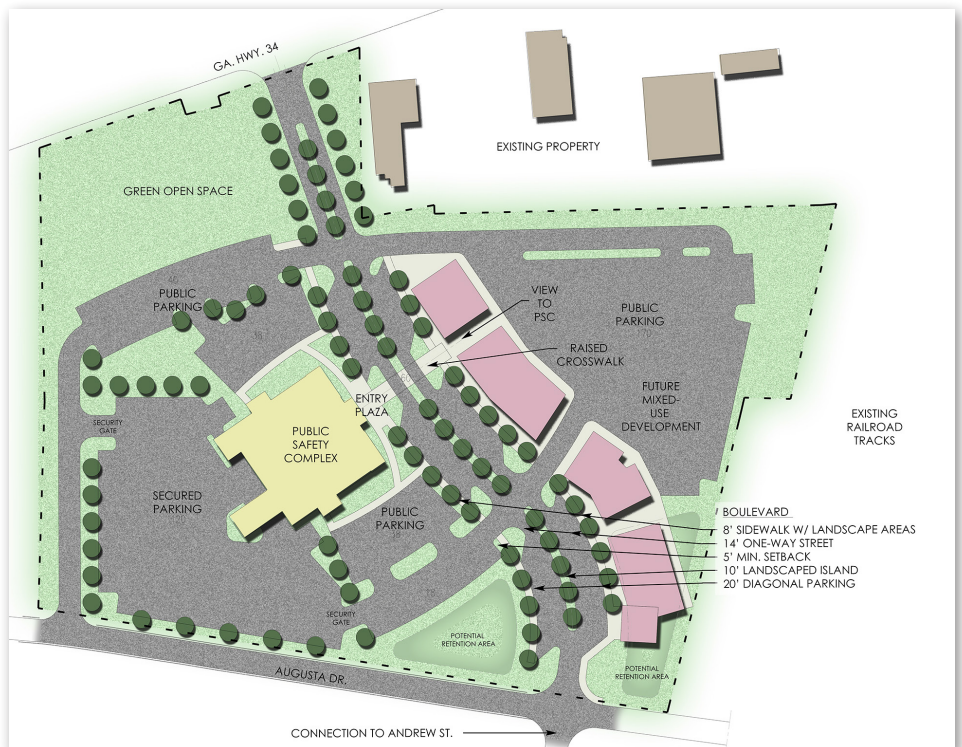 GA. HWY. 34
EXISTING PROPERTY
GREEN OPEN SPACE
PUBLIC
PARKING
VIEW
TO
PSC
PUBLIC
PARKING
RAISED
CROSSWALK
FUTURE
MIXED-
USE
DEVELOPMENT
ENTRY
PLAZA
EXISTING
RAILROAD
TRACKS
SECURITY
GATE
PUBLIC
SAFETY
COMPLEX
SECURED
PARKING
PUBLIC
PARKING
BOULEVARD
8' SIDEWALK W/ LANDSCAPE AREAS
14' ONE-WAY STREET
5' MIN. SETBACK
10' LANDSCAPED ISLAND
20' DIAGONAL PARKING
SECURITY
GATE
POTENTIAL
RETENTION AREA
POTENTIAL
RETENTION AREA
AUGUSTA DR.
CONNECTION TO ANDREW ST.